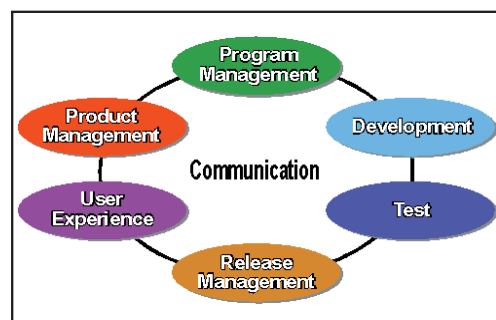 Program
Management
Product
Management
Development
Communication
User
Experience
Test
Release
Management